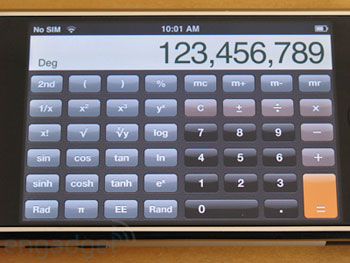 No SIM 10:01 AM
Deg 123,456,789
2nd ( ) % mc m+ m- mr
1/x x² x³ yˣ C ± ÷ ×
x! √ ˣ√y log 7 8 9 −
sin cos tan ln 4 5 6 +
sinh cosh tanh eˣ 1 2 3 =
Rad π EE Rand 0 .
engadget